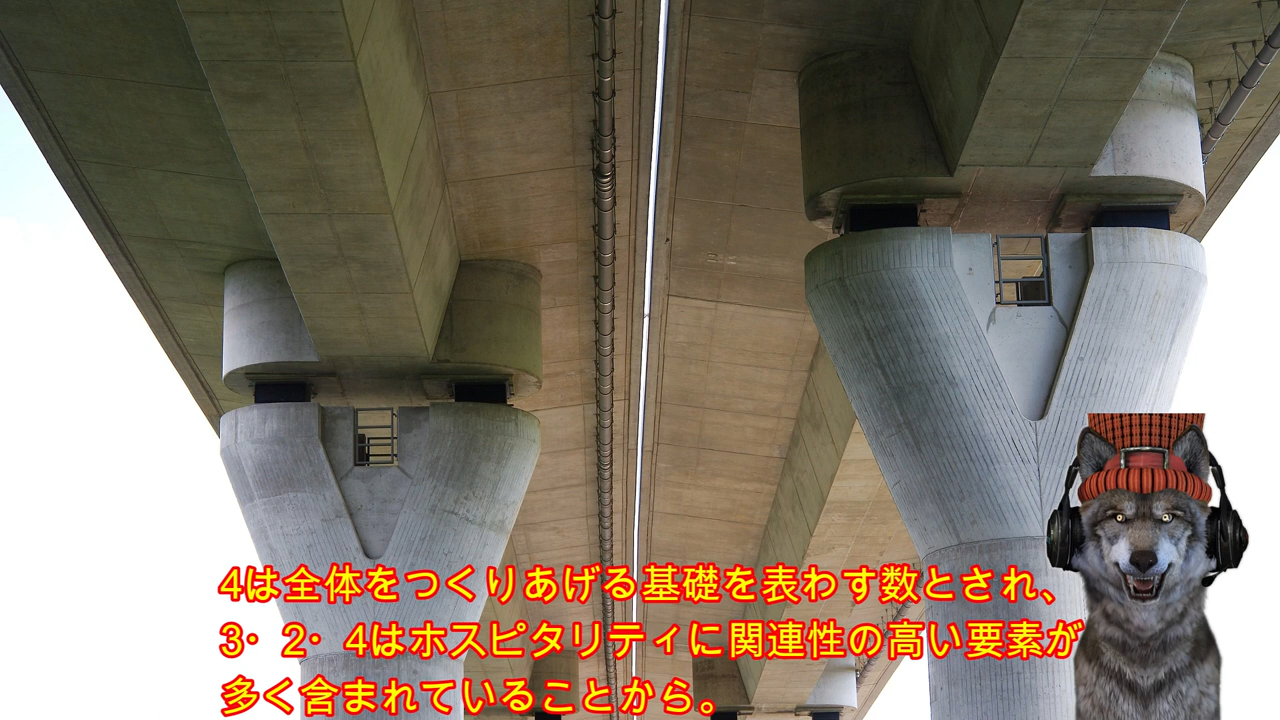 4は全体をつくりあげる基礎を表わす数とされ、
3・2・4はホスピタリティに関連性の高い要素が
多く含まれていることから。